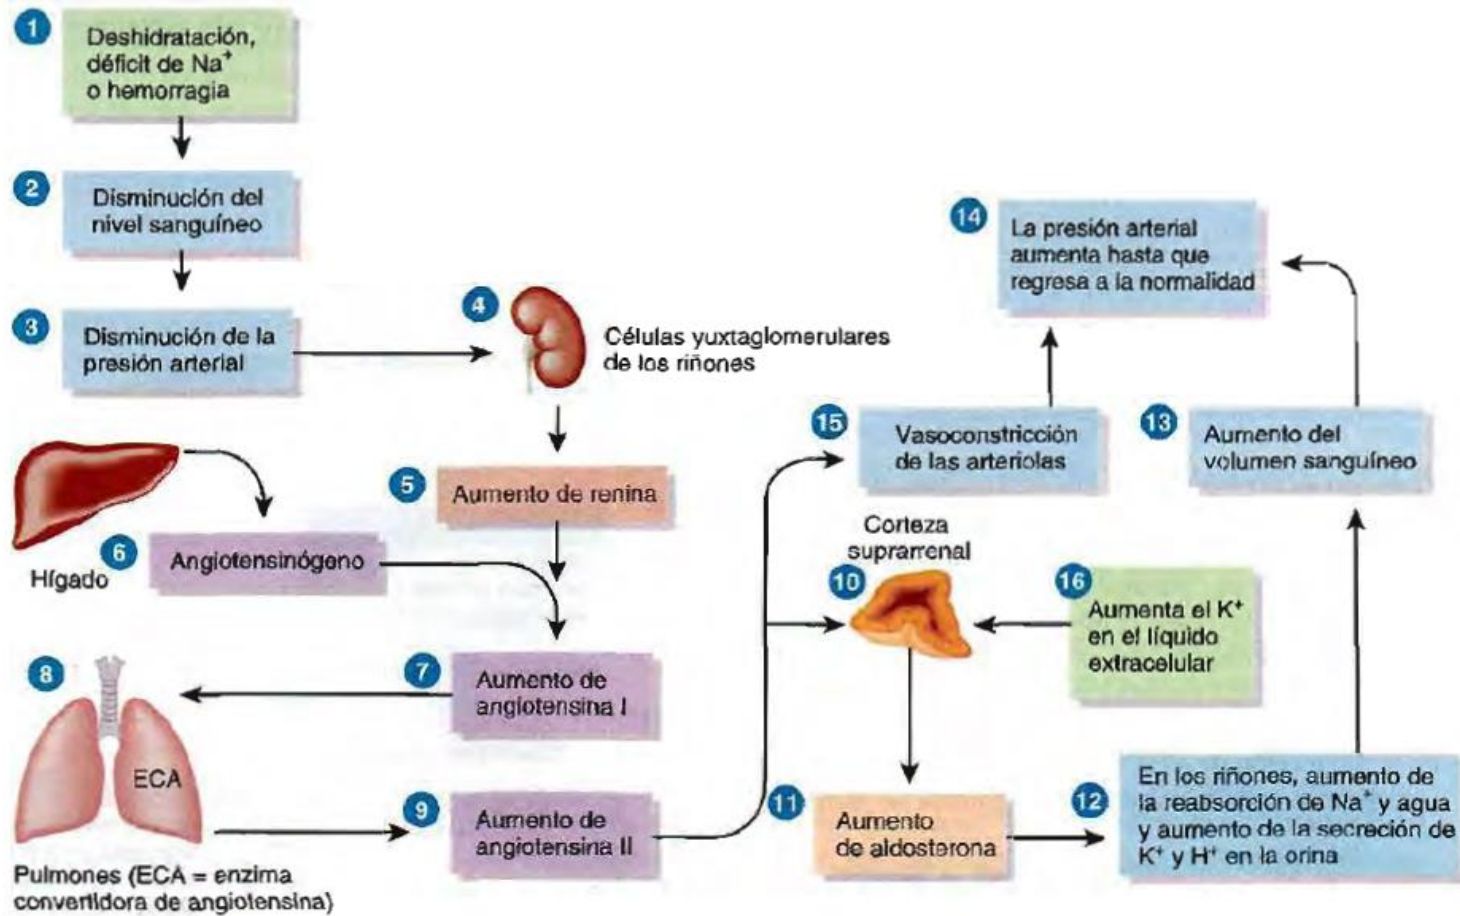 1
Deshidratación,
déficit de Na⁺
o hemorragia
2
Disminución del
nivel sanguíneo
3
Disminución de la
presión arterial
4
Células yuxtaglomerulares
de los riñones
5
Aumento de renina
Hígado
6
Angiotensinógeno
7
Aumento de
angiotensina I
8
ECA
Pulmones (ECA = enzima
convertidora de angiotensina)
9
Aumento de
angiotensina II
Corteza
suprarrenal
10
11
Aumento
de aldosterona
12
En los riñones, aumento de
la reabsorción de Na⁺ y agua
y aumento de la secreción de
K⁺ y H⁺ en la orina
13
Aumento del
volumen sanguíneo
14
La presión arterial
aumenta hasta que
regresa a la normalidad
15
Vasoconstricción
de las arteriolas
16
Aumenta el K⁺
en el líquido
extracelular